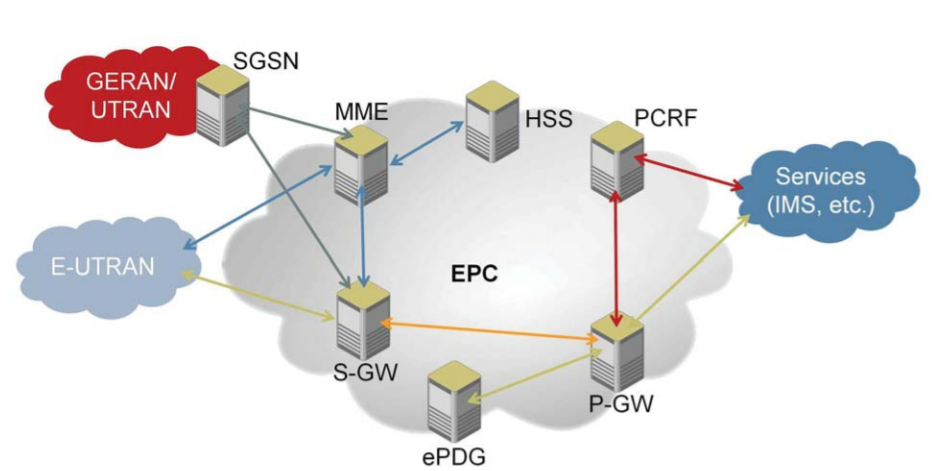 SGSN
GERAN/
UTRAN
MME
HSS
PCRF
Services
(IMS, etc.)
E-UTRAN
EPC
S-GW
P-GW
ePDG